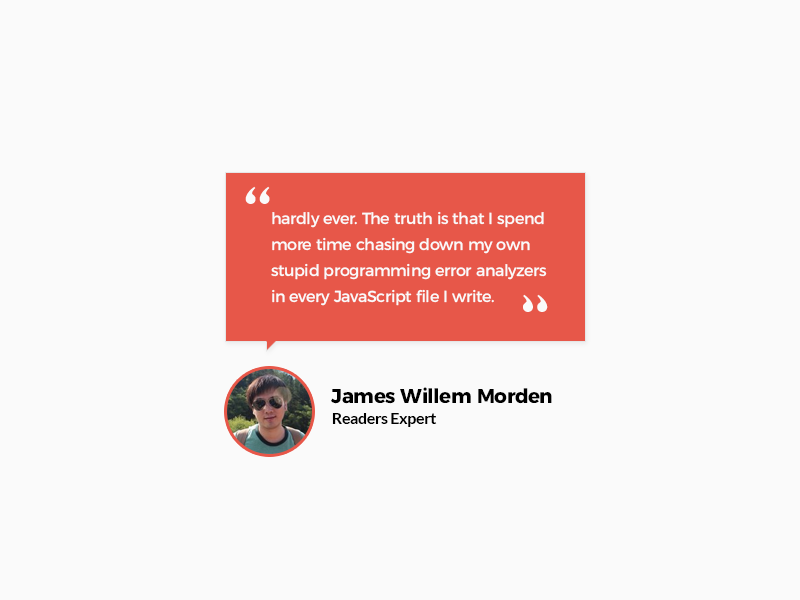 “
hardly ever. The truth is that I spend
more time chasing down my own
stupid programming error analyzers
in every JavaScript file I write.
”
James Willem Morden
Readers Expert